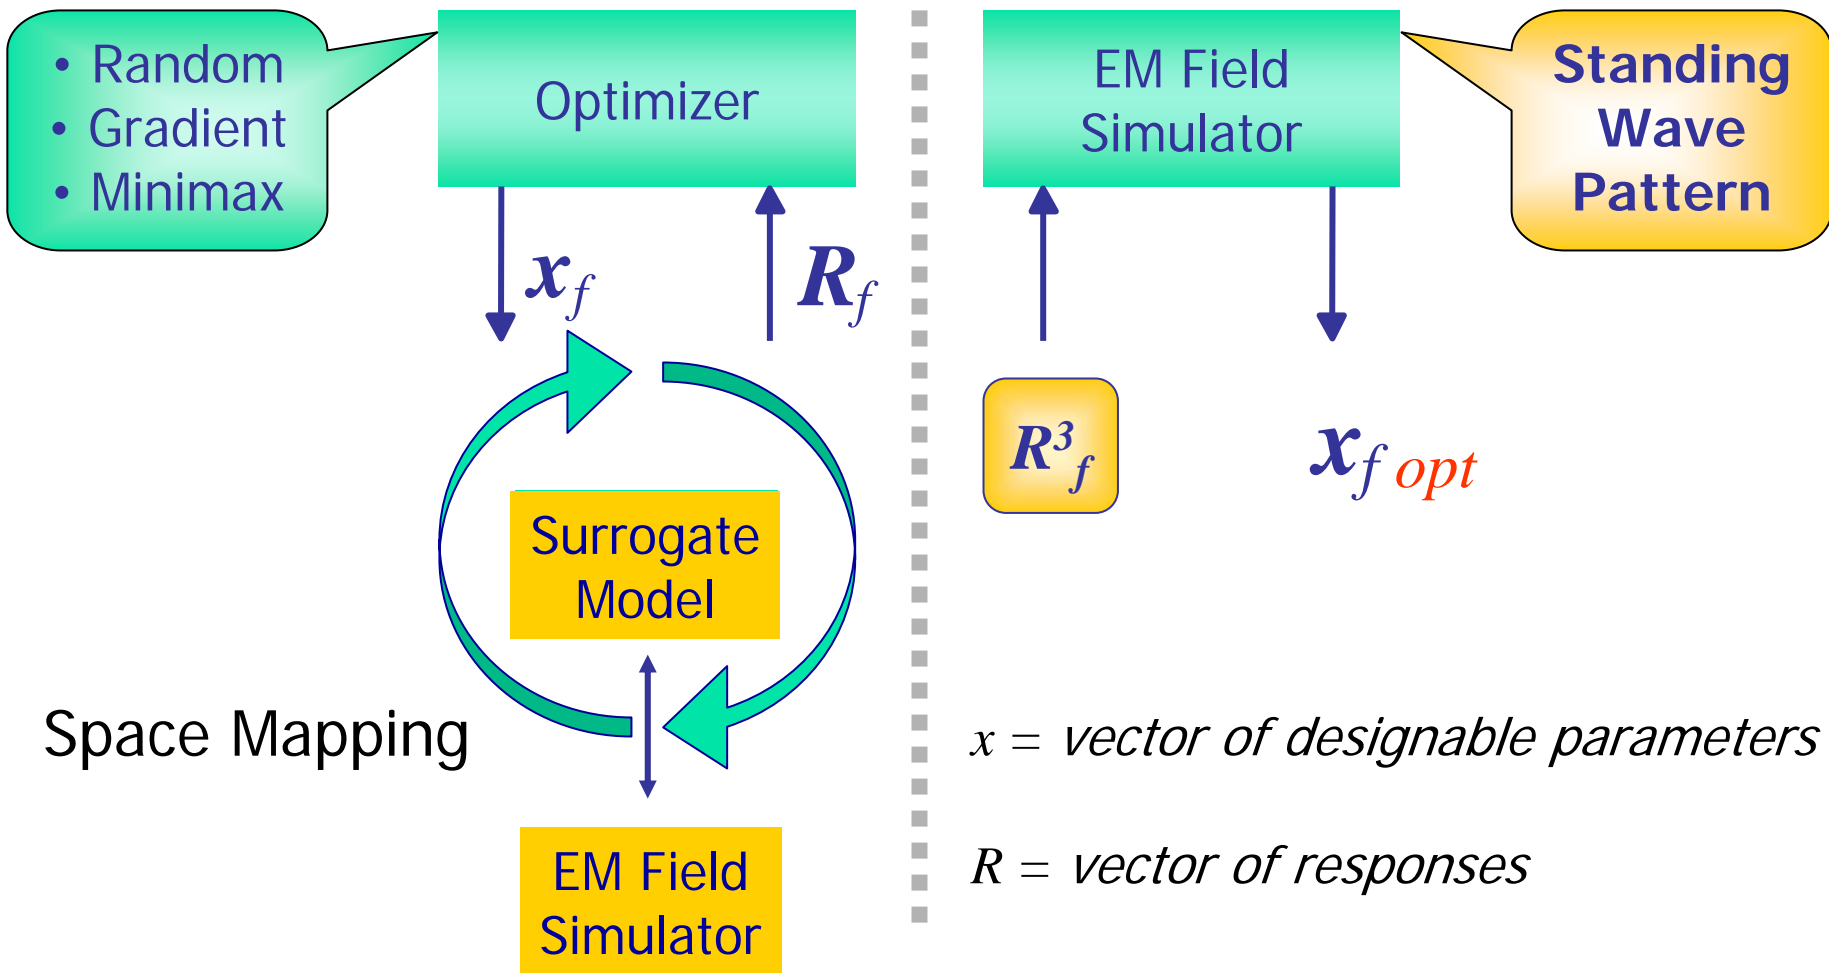 • Random
• Gradient
• Minimax
Optimizer
x_f
R_f
Surrogate
Model
Space Mapping
EM Field
Simulator
EM Field
Simulator
Standing
Wave
Pattern
R³_f
x_f opt
x = vector of designable parameters
R = vector of responses